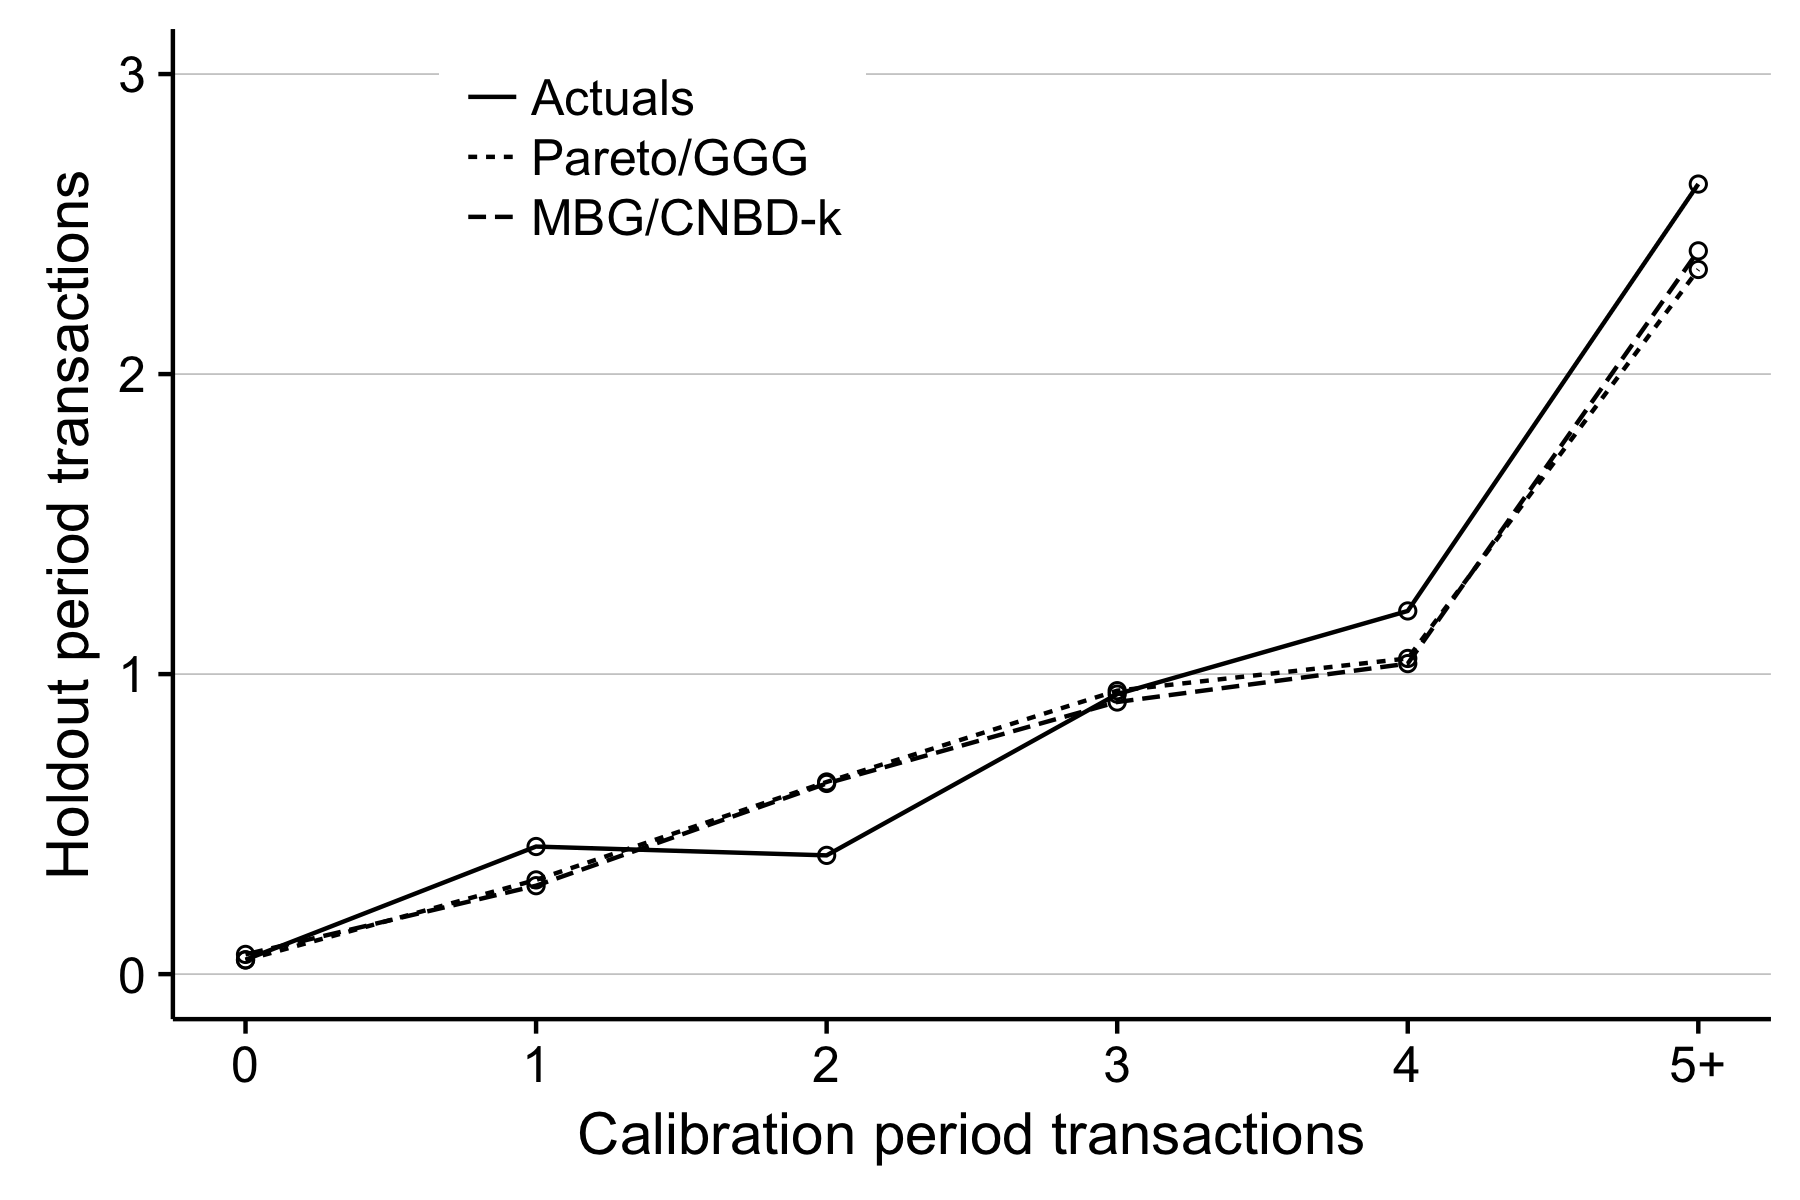 3
2
1
0
Holdout period transactions
Actuals
Pareto/GGG
MBG/CNBD-k
0 1 2 3 4 5+
Calibration period transactions